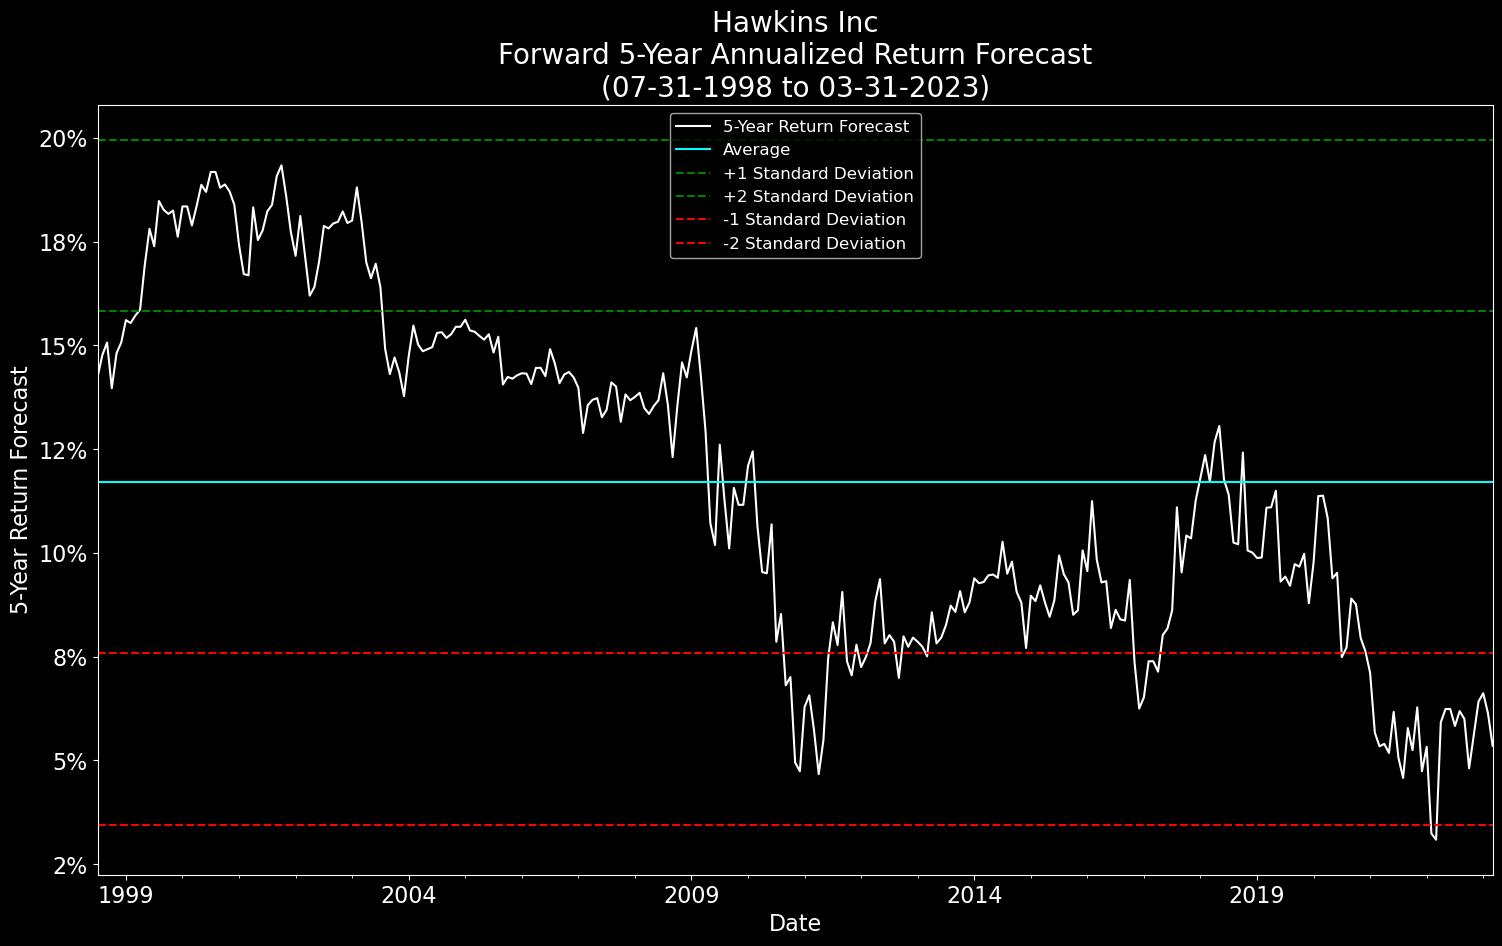 Hawkins Inc
Forward 5-Year Annualized Return Forecast
(07-31-1998 to 03-31-2023)
5-Year Return Forecast
Average
+1 Standard Deviation
+2 Standard Deviation
-1 Standard Deviation
-2 Standard Deviation
5-Year Return Forecast
20%
18%
15%
12%
10%
8%
5%
2%
1999
2004
2009
2014
2019
Date